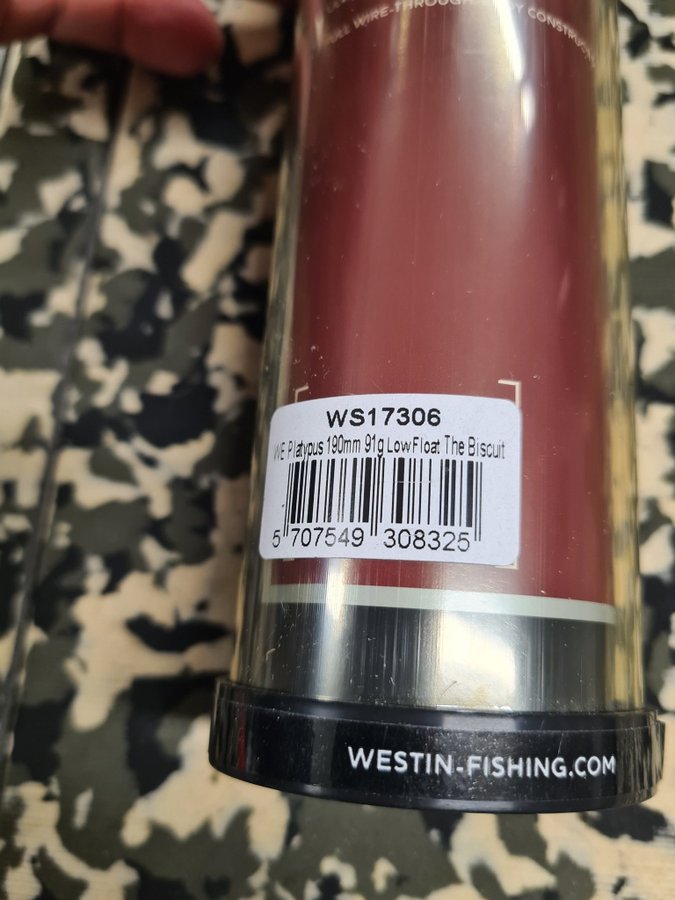 WIRE-THROUGH
WS17306
WE Platypus 190mm 91g LowFloat The Biscuit
5 707549 308325
WESTIN-FISHING.COM